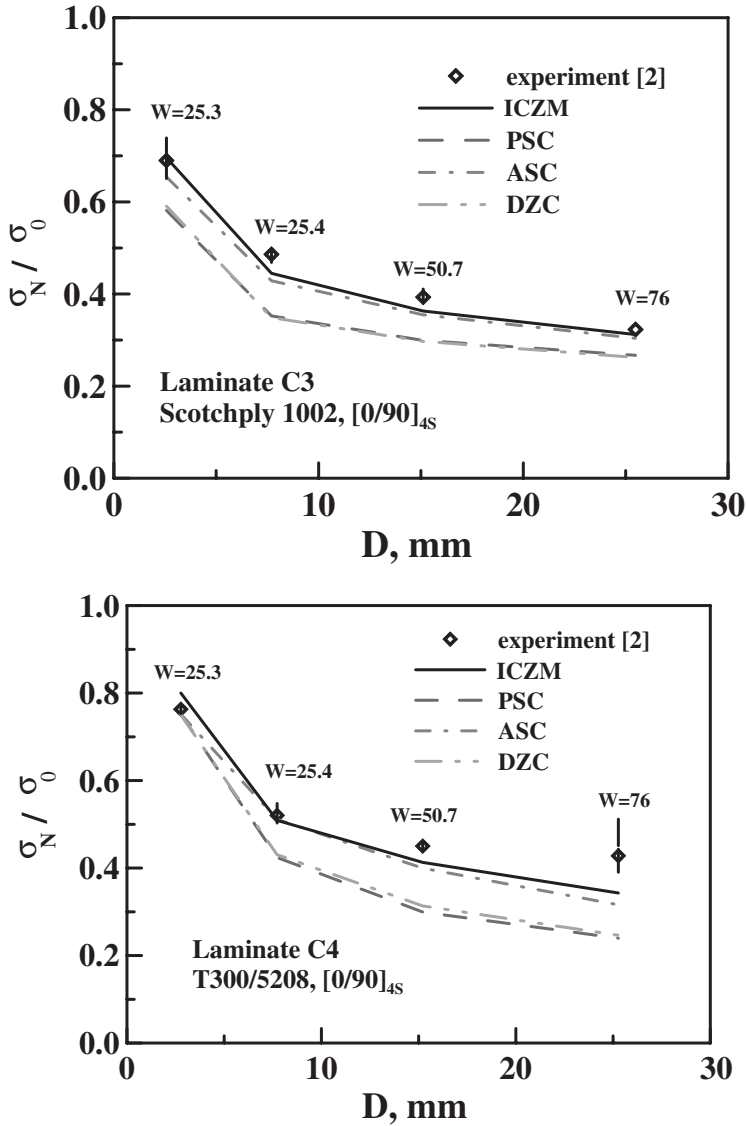 1.0
0.8
0.6
0.4
0.2
0.0
σN / σ0
W=25.3
W=25.4
W=50.7
W=76
experiment [2]
ICZM
PSC
ASC
DZC
Laminate C3
Scotchply 1002, [0/90]4S
0 10 20 30
D, mm
1.0
0.8
0.6
0.4
0.2
0.0
σN / σ0
W=25.3
W=25.4
W=50.7
W=76
experiment [2]
ICZM
PSC
ASC
DZC
Laminate C4
T300/5208, [0/90]4S
0 10 20 30
D, mm